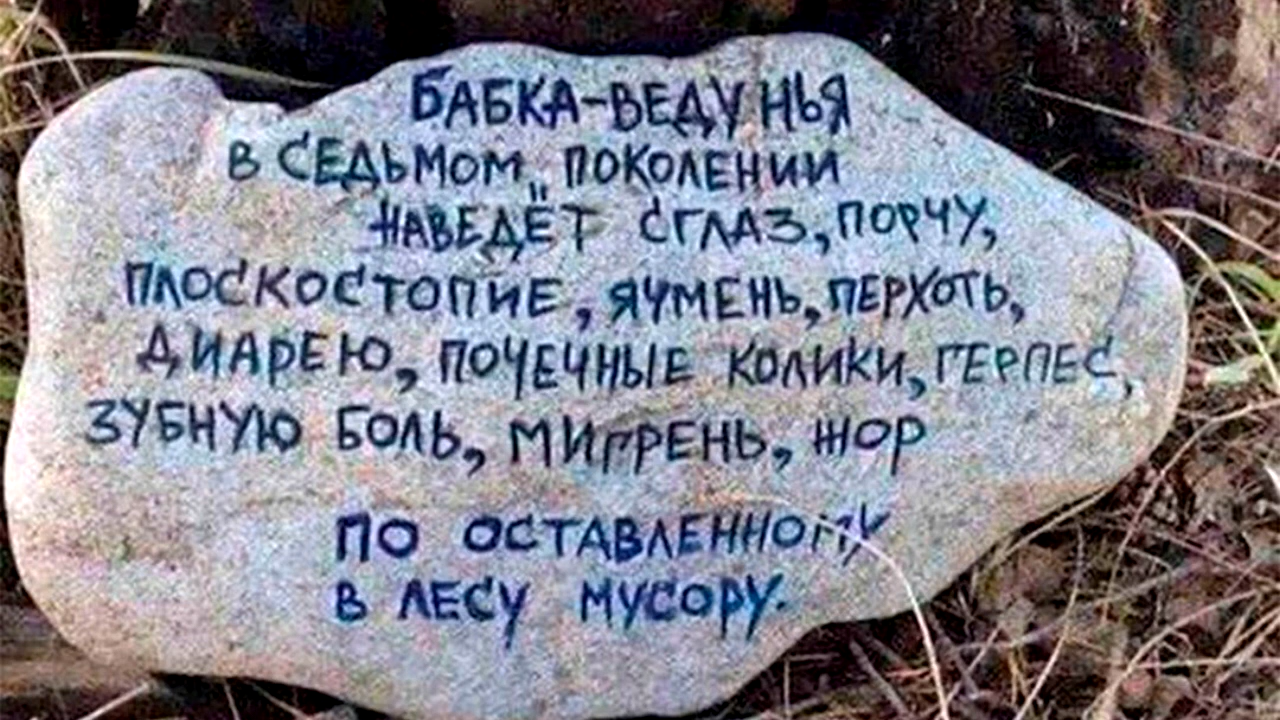 БАБКА-ВЕДУНЬЯ
В СЕДЬМОМ ПОКОЛЕНИИ
НАВЕДЁТ СГЛАЗ, ПОРЧУ,
ПЛОСКОСТОПИЕ, ЯЧМЕНЬ, ПЕРХОТЬ,
ДИАРЕЮ, ПОЧЕЧНЫЕ КОЛИКИ, ГЕРПЕС,
ЗУБНУЮ БОЛЬ, МИГРЕНЬ, ЖОР
ПО ОСТАВЛЕННОМУ
В ЛЕСУ МУСОРУ.